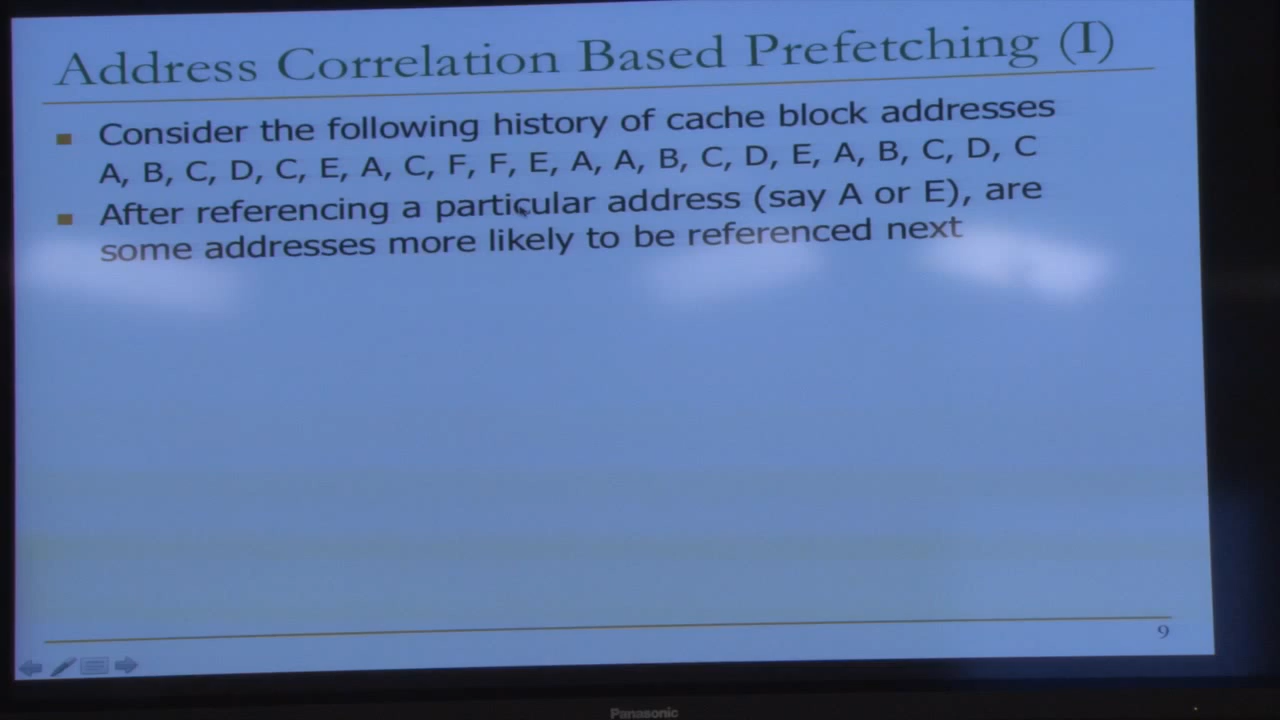 Address Correlation Based Prefetching (I)
Consider the following history of cache block addresses
A, B, C, D, C, E, A, C, F, F, E, A, A, B, C, D, E, A, B, C, D, C
After referencing a particular address (say A or E), are
some addresses more likely to be referenced next
9
Panasonic